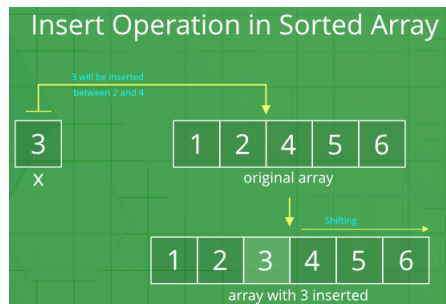 Insert Operation in Sorted Array
3 will be inserted
between 2 and 4
3
x
1 2 4 5 6
original array
Shifting
1 2 3 4 5 6
array with 3 inserted